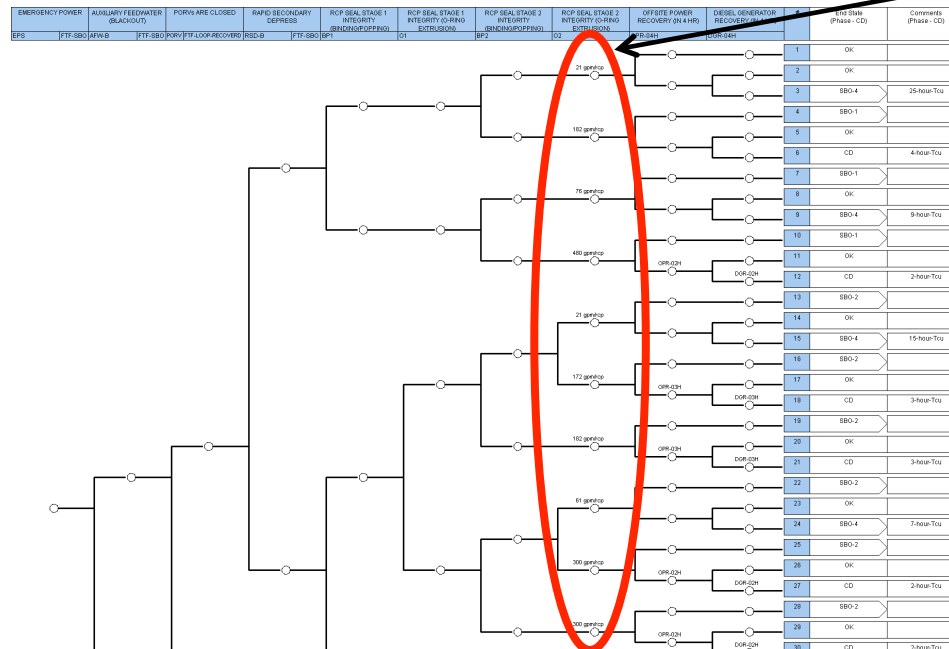 EMERGENCY POWER
AUXILIARY FEEDWATER
(BLACKOUT)
PORVs ARE CLOSED
RAPID SECONDARY
DEPRESS
RCP SEAL STAGE 1
INTEGRITY
(BINDING/POPPING)
RCP SEAL STAGE 1
INTEGRITY (O-RING
EXTRUSION)
RCP SEAL STAGE 2
INTEGRITY
(BINDING/POPPING)
RCP SEAL STAGE 2
INTEGRITY (O-RING
EXTRUSION)
OFFSITE POWER
RECOVERY (IN 4 HR)
DIESEL GENERATOR
RECOVERY
#
End State
(Phase - CD)
Comments
(Phase - CD)
EPS FTF-SBO AFW-B FTF-SBO PORV FTF-LOOP-RECOVERED RSD-B FTF-SBO BP1 O1 BP2 O2 PR-04H DGR-04H
1 OK
21 gpm/rcp
2 OK
3 SBO-4 25-hour-Tcu
4 SBO-1
182 gpm/rcp
5 OK
6 CD 4-hour-Tcu
7 SBO-1
76 gpm/rcp
8 OK
9 SBO-4 9-hour-Tcu
10 SBO-1
480 gpm/rcp
11 OK
OPR-02H
DGR-02H
12 CD 2-hour-Tcu
13 SBO-2
21 gpm/rcp
14 OK
15 SBO-4 15-hour-Tcu
16 SBO-2
172 gpm/rcp
17 OK
OPR-03H
DGR-03H
18 CD 3-hour-Tcu
19 SBO-2
182 gpm/rcp
20 OK
OPR-03H
DGR-03H
21 CD 3-hour-Tcu
22 SBO-2
61 gpm/rcp
23 OK
24 SBO-4 7-hour-Tcu
25 SBO-2
300 gpm/rcp
26 OK
OPR-02H
DGR-02H
27 CD 2-hour-Tcu
28 SBO-2
300 gpm/rcp
29 OK
OPR-02H
DGR-02H
30 CD 2-hour-Tcu